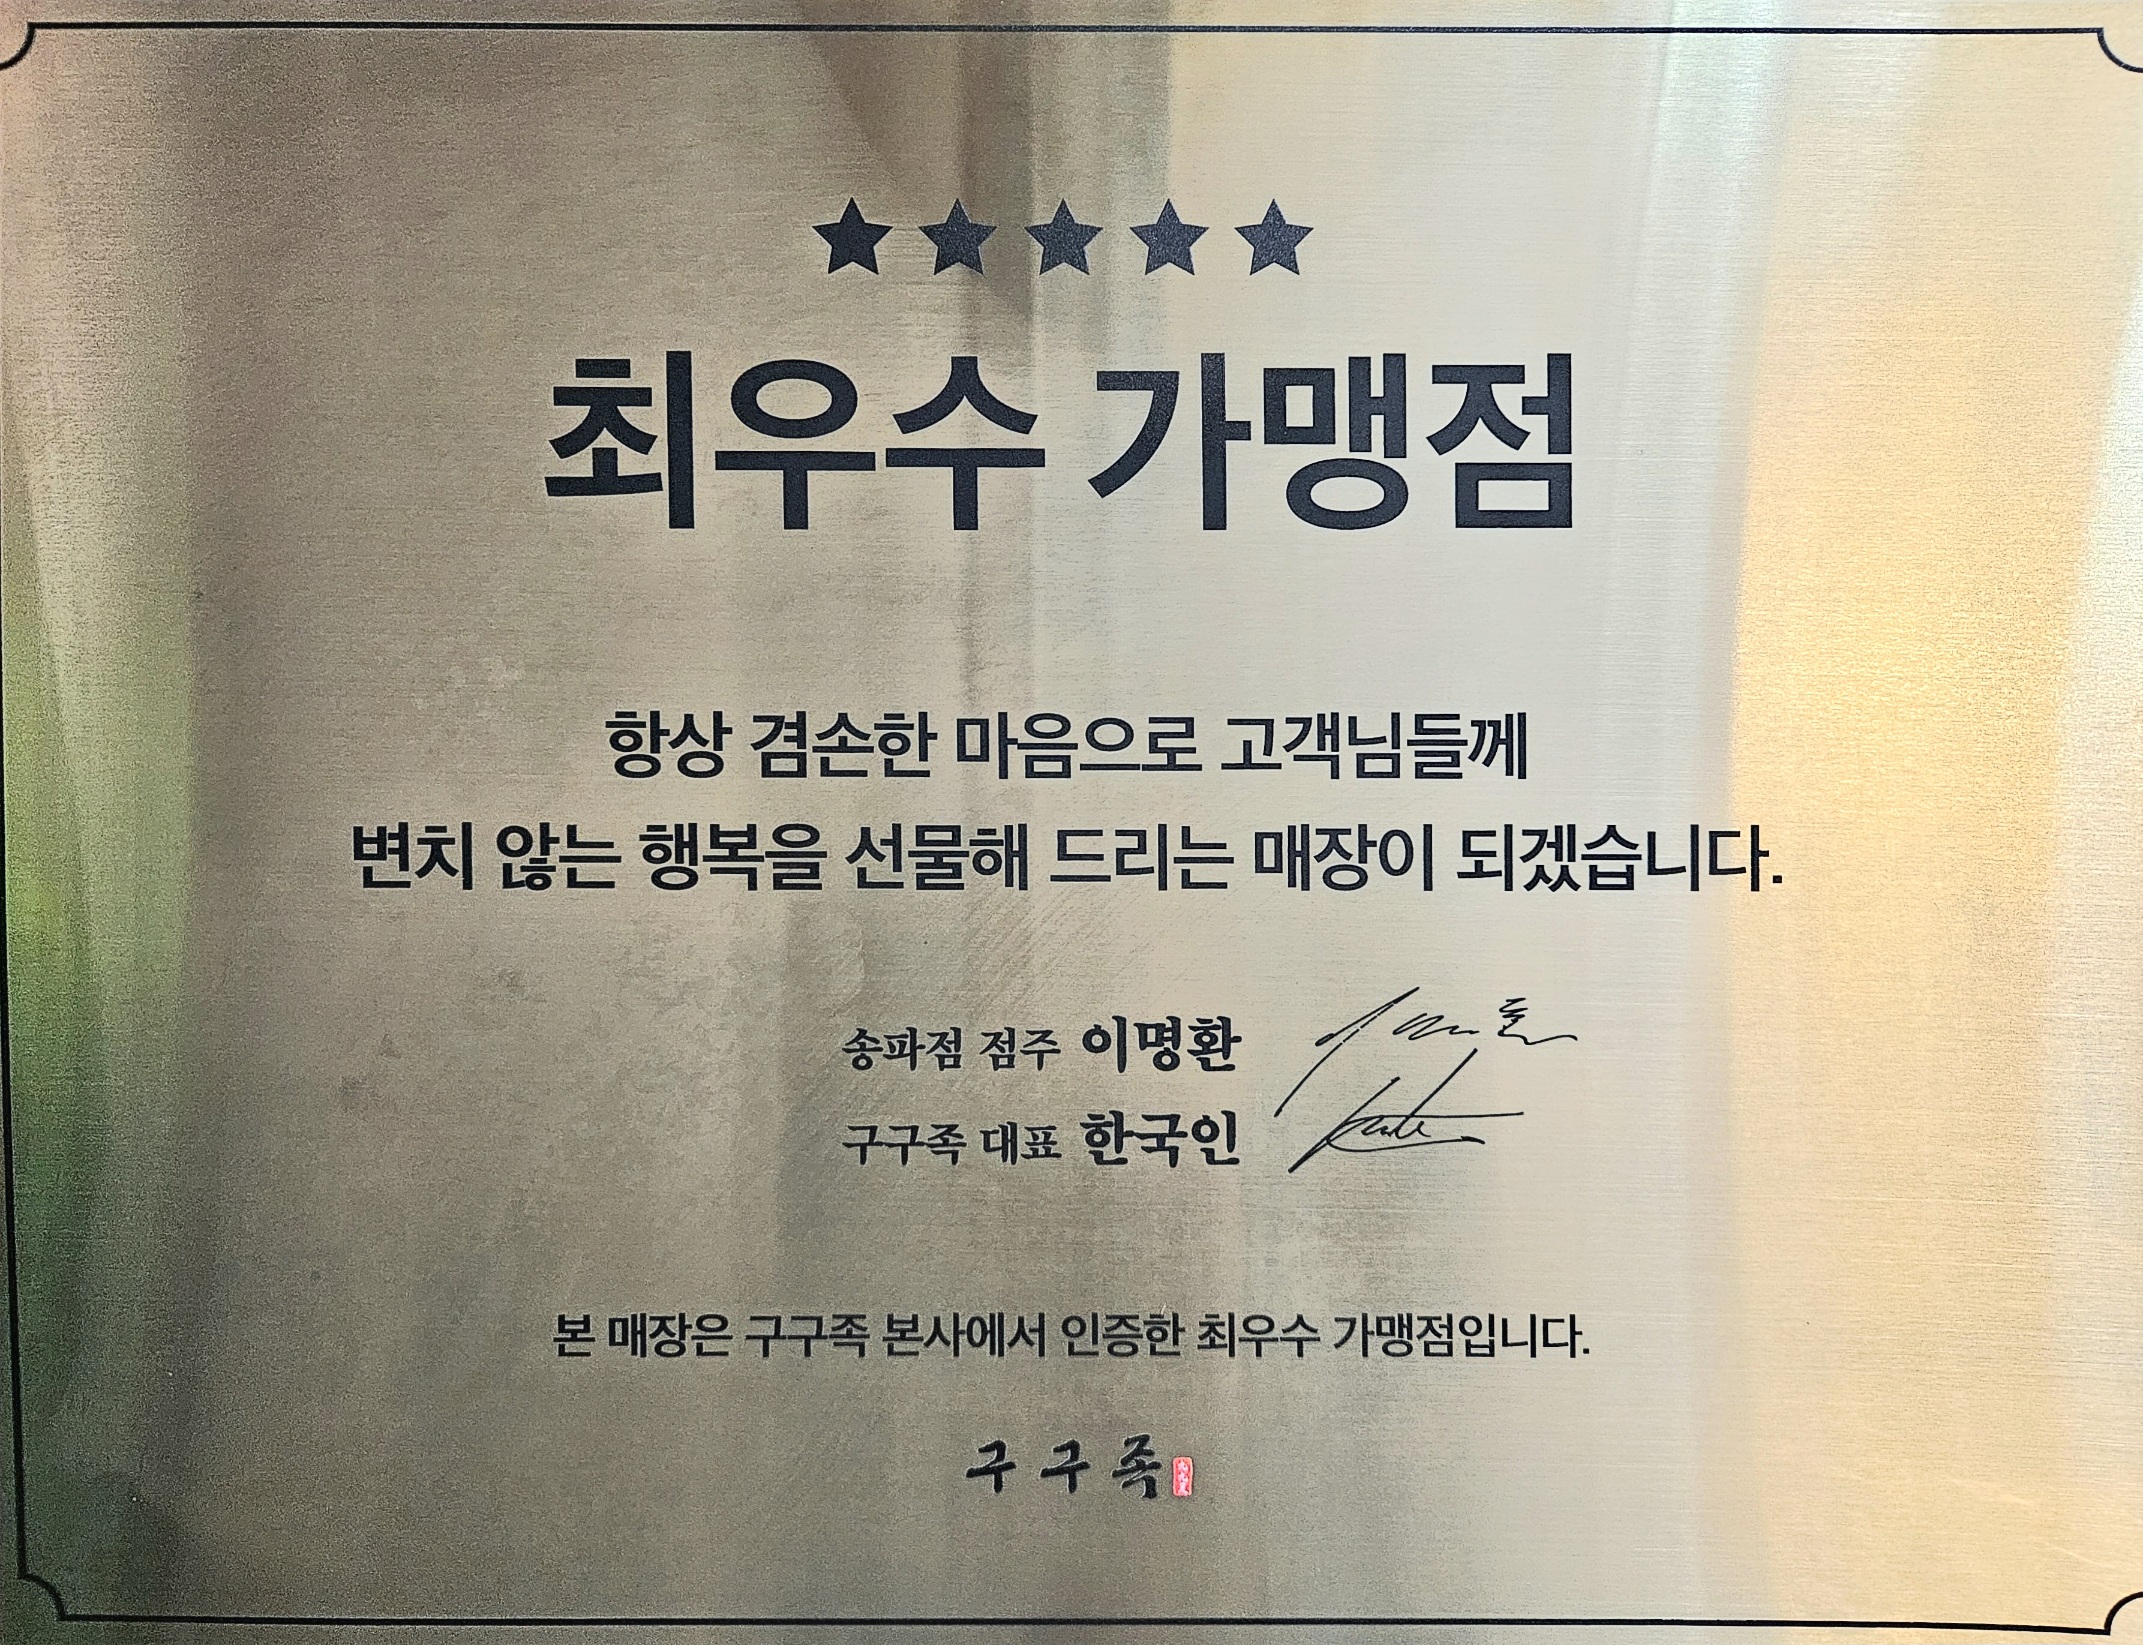 ★★★★★
최우수 가맹점
항상 겸손한 마음으로 고객님들께
변치 않는 행복을 선물해 드리는 매장이 되겠습니다.
송파점 점주 이명환
구구족 대표 한국인
본 매장은 구구족 본사에서 인증한 최우수 가맹점입니다.
구구족